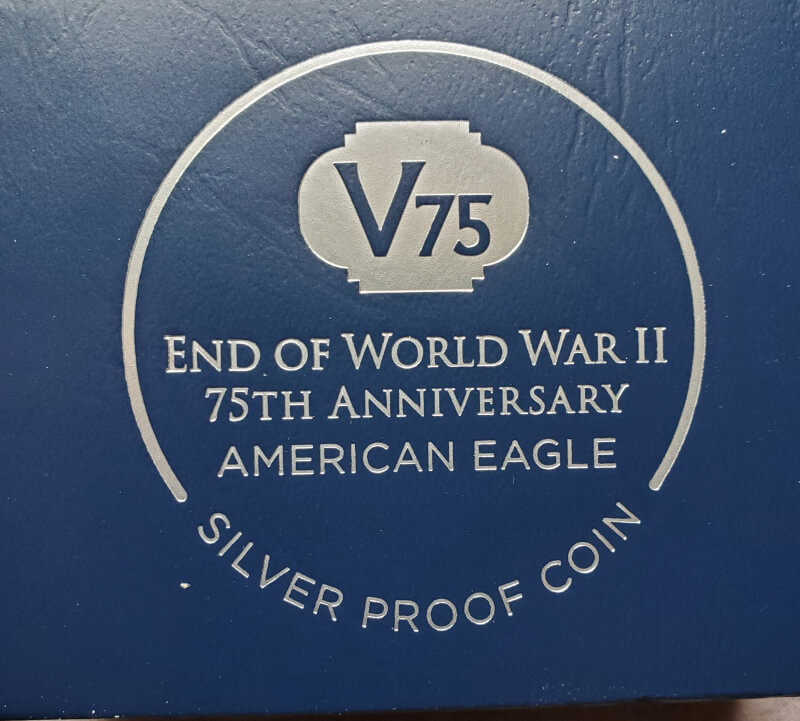 V75
END OF WORLD WAR II
75TH ANNIVERSARY
AMERICAN EAGLE
SILVER PROOF COIN